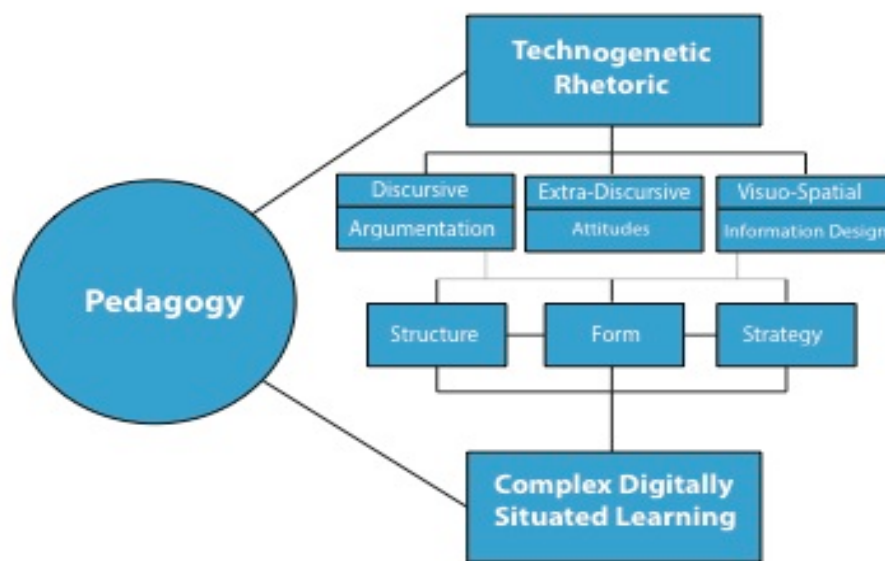 Technogenetic
Rhetoric
Discursive
Argumentation
Extra-Discursive
Attitudes
Visuo-Spatial
Information Design
Pedagogy
Structure
Form
Strategy
Complex Digitally
Situated Learning